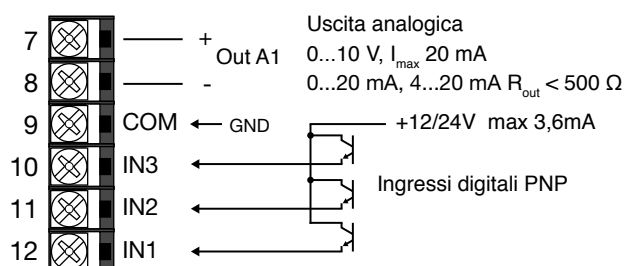 7 + Out A1 Uscita analogica
0...10 V, Imax 20 mA
8 - 0...20 mA, 4...20 mA Rout < 500 Ω
9 COM GND +12/24V max 3,6mA
10 IN3
Ingressi digitali PNP
11 IN2
12 IN1